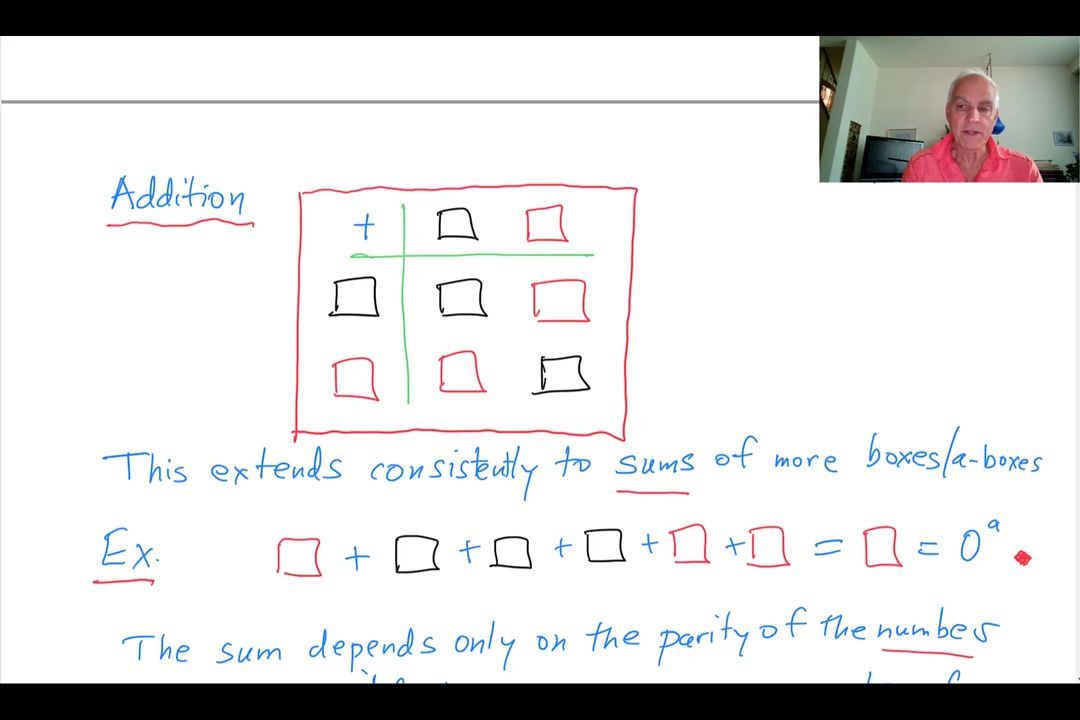 Addition
+ □ □
□ □ □
□ □ □
This extends consistently to sums of more boxes/a-boxes
Ex. □ + □ + □ + □ + □ + □ = □ = 0ᵃ.
The sum depends only on the parity of the number